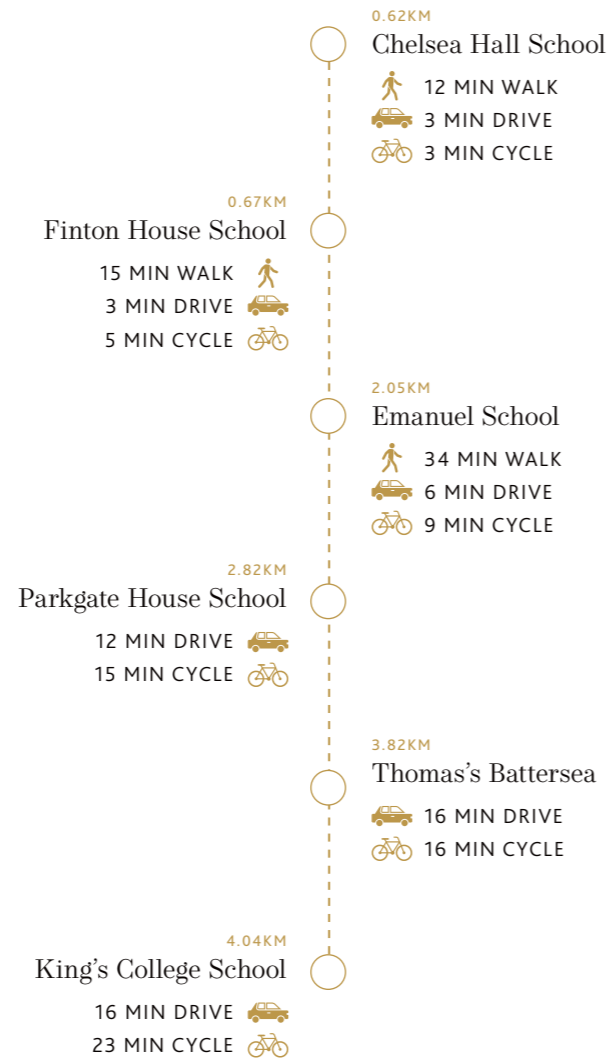 0.62KM
Chelsea Hall School
12 MIN WALK
3 MIN DRIVE
3 MIN CYCLE
0.67KM
Finton House School
15 MIN WALK
3 MIN DRIVE
5 MIN CYCLE
2.05KM
Emanuel School
34 MIN WALK
6 MIN DRIVE
9 MIN CYCLE
2.82KM
Parkgate House School
12 MIN DRIVE
15 MIN CYCLE
3.82KM
Thomas’s Battersea
16 MIN DRIVE
16 MIN CYCLE
4.04KM
King’s College School
16 MIN DRIVE
23 MIN CYCLE